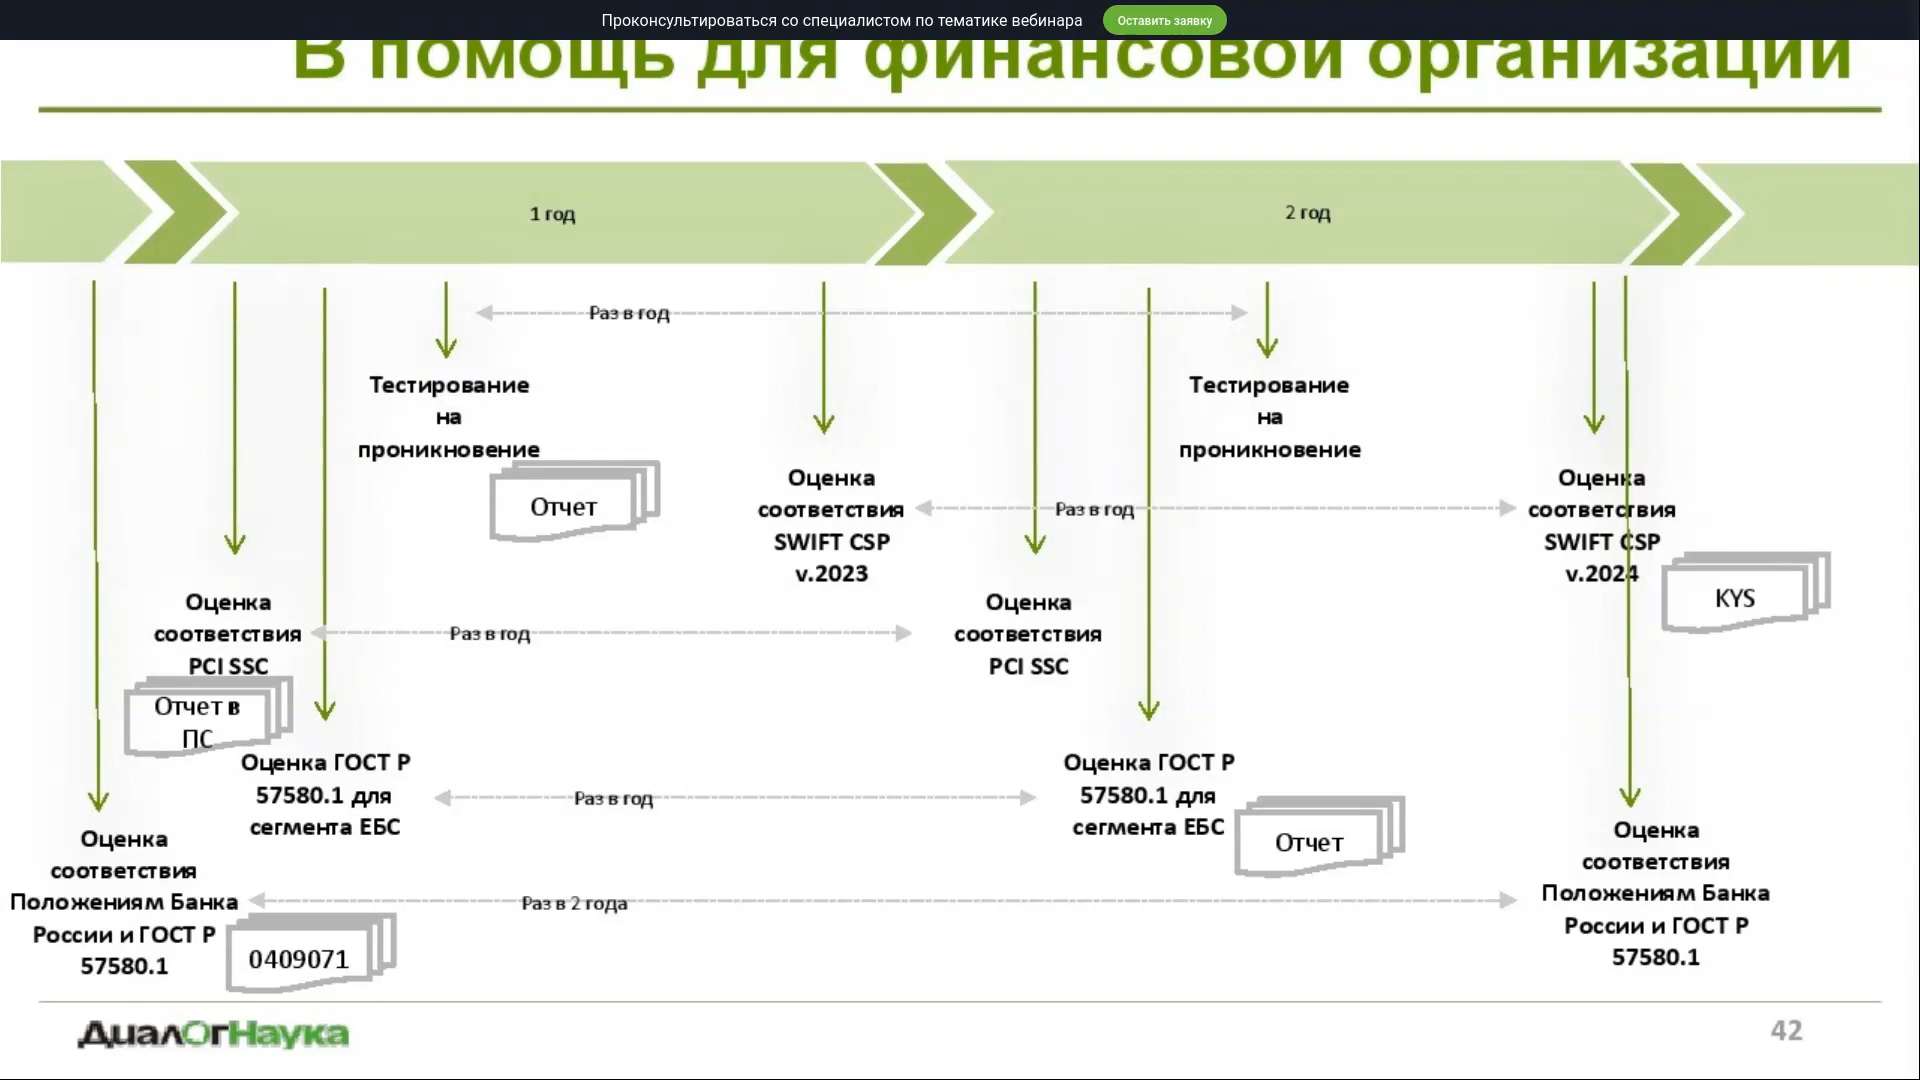 Проконсультироваться со специалистом по тематике вебинара
Оставить заявку
В помощь для финансовой организации
1 год
2 год
Раз в год
Тестирование
на
проникновение
Отчет
Тестирование
на
проникновение
Оценка
соответствия
SWIFT CSP
v.2023
Раз в год
Оценка
соответствия
SWIFT CSP
v.2024
KYS
Оценка
соответствия
PCI SSC
Отчет в
ПС
Раз в год
Оценка
соответствия
PCI SSC
Оценка ГОСТ Р
57580.1 для
сегмента ЕБС
Раз в год
Оценка ГОСТ Р
57580.1 для
сегмента ЕБС
Отчет
Оценка
соответствия
Положениям Банка
России и ГОСТ Р
57580.1
0409071
Раз в 2 года
Оценка
соответствия
Положениям Банка
России и ГОСТ Р
57580.1
ДиалОгНаука
42